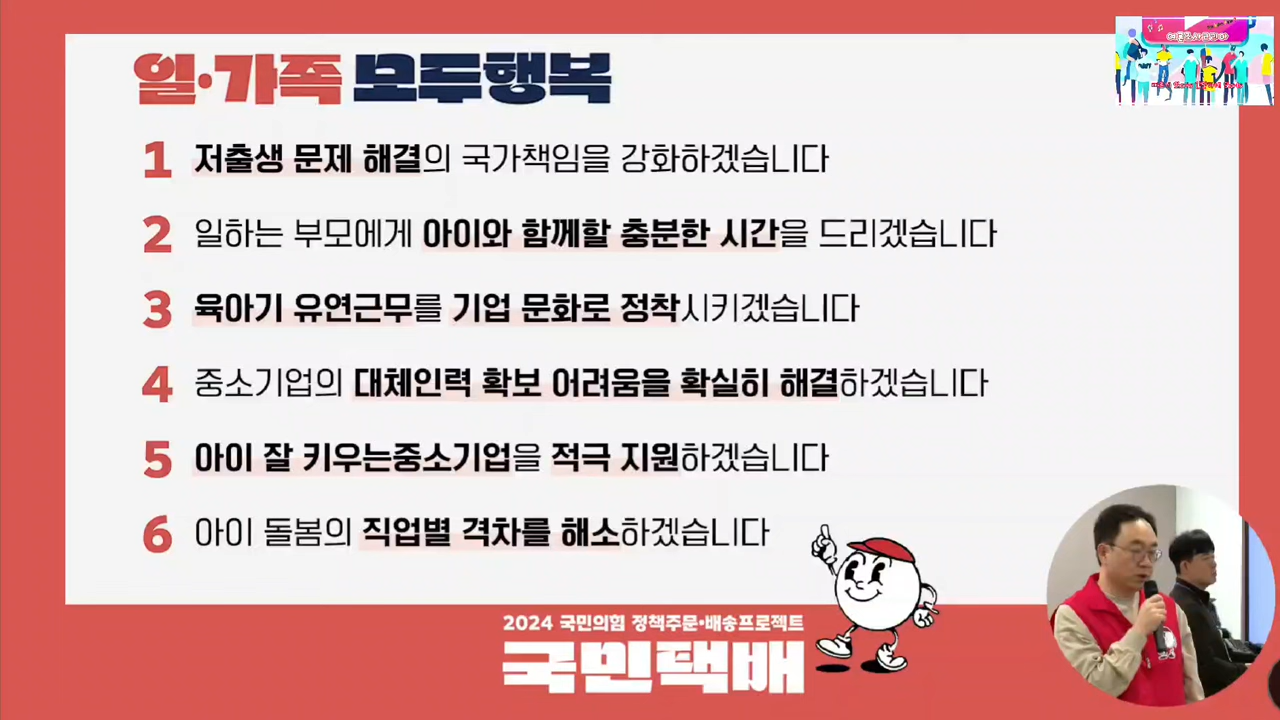 일·가족 모두행복
1 저출생 문제 해결의 국가책임을 강화하겠습니다
2 일하는 부모에게 아이와 함께할 충분한 시간을 드리겠습니다
3 육아기 유연근무를 기업 문화로 정착시키겠습니다
4 중소기업의 대체인력 확보 어려움을 확실히 해결하겠습니다
5 아이 잘 키우는중소기업을 적극 지원하겠습니다
6 아이 돌봄의 직업별 격차를 해소하겠습니다
2024 국민의힘 정책주문·배송프로젝트
국민택배